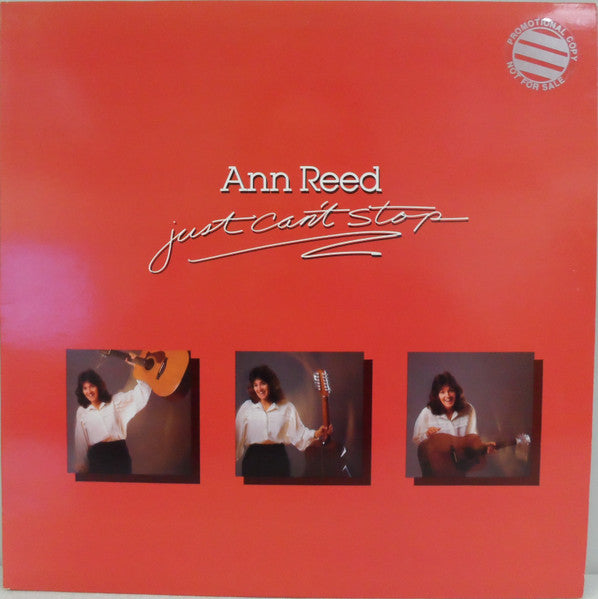 PROMOTIONAL COPY
NOT FOR SALE
Ann Reed
just can't stop